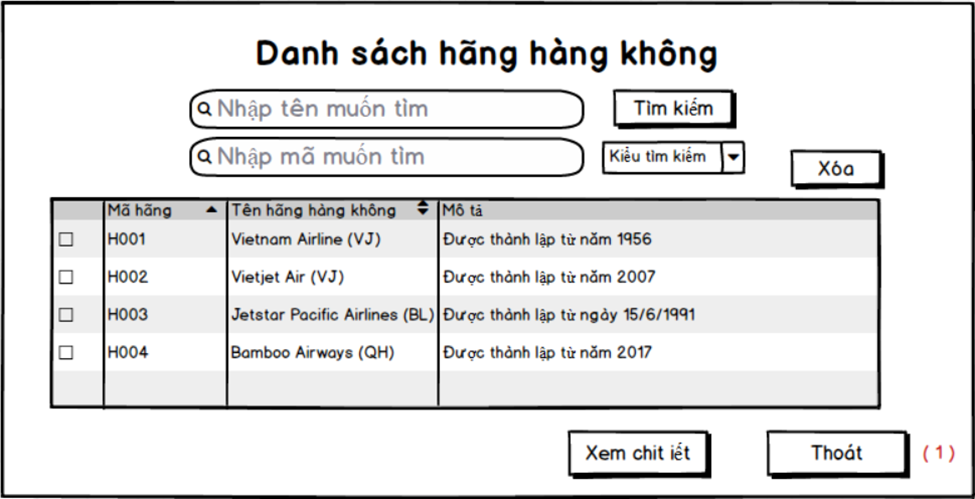 Danh sách hãng hàng không
Nhập tên muốn tìm Tìm kiếm
Nhập mã muốn tìm Kiểu tìm kiếm
Xóa
Mã hãng Tên hãng hàng không Mô tả
H001 Vietnam Airline (VJ) Được thành lập từ năm 1956
H002 Vietjet Air (VJ) Được thành lập từ năm 2007
H003 Jetstar Pacific Airlines (BL) Được thành lập từ ngày 15/6/1991
H004 Bamboo Airways (QH) Được thành lập từ năm 2017
Xem chit iết Thoát ( 1 )